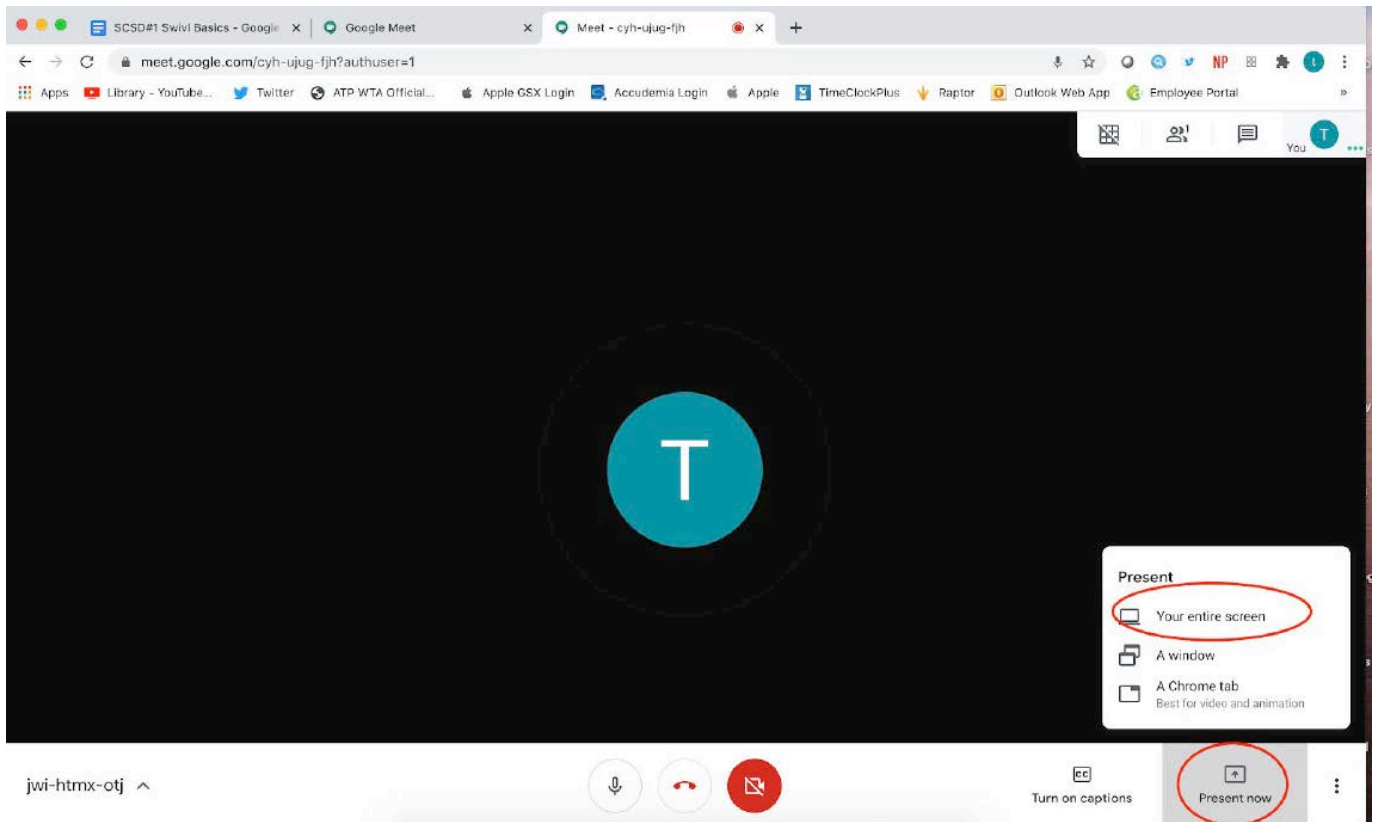 SCSD#1 Swivl Basics - Google
Google Meet
Meet - cyh-ujug-fjh
meet.google.com/cyh-ujug-fjh?authuser=1
NP
t
Apps
Library - YouTube...
Twitter
ATP WTA Official...
Apple GSX Login
Accudemia Login
Apple
TimeClockPlus
Raptor
Outlook Web App
Employee Portal
»
1
You
T
T
Present
Your entire screen
A window
A Chrome tab
Best for video and animation
jwi-htmx-otj
CC
Turn on captions
Present now